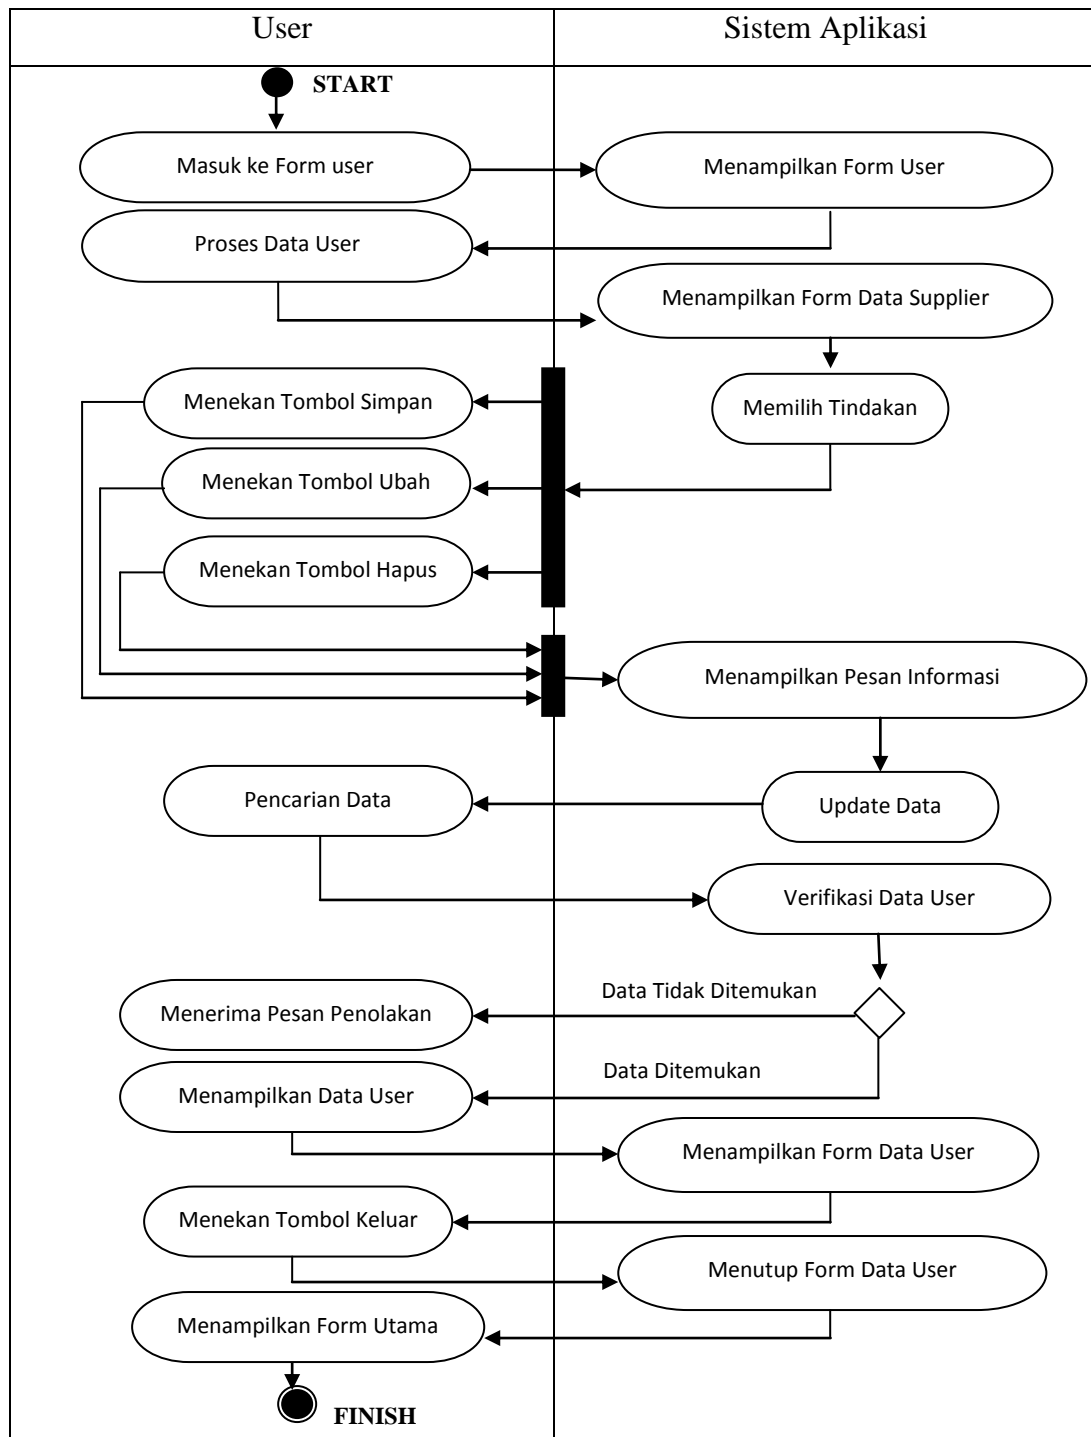 User
Sistem Aplikasi
START
Masuk ke Form user
Menampilkan Form User
Proses Data User
Menampilkan Form Data Supplier
Menekan Tombol Simpan
Memilih Tindakan
Menekan Tombol Ubah
Menekan Tombol Hapus
Menampilkan Pesan Informasi
Pencarian Data
Update Data
Verifikasi Data User
Data Tidak Ditemukan
Menerima Pesan Penolakan
Data Ditemukan
Menampilkan Data User
Menampilkan Form Data User
Menekan Tombol Keluar
Menutup Form Data User
Menampilkan Form Utama
FINISH